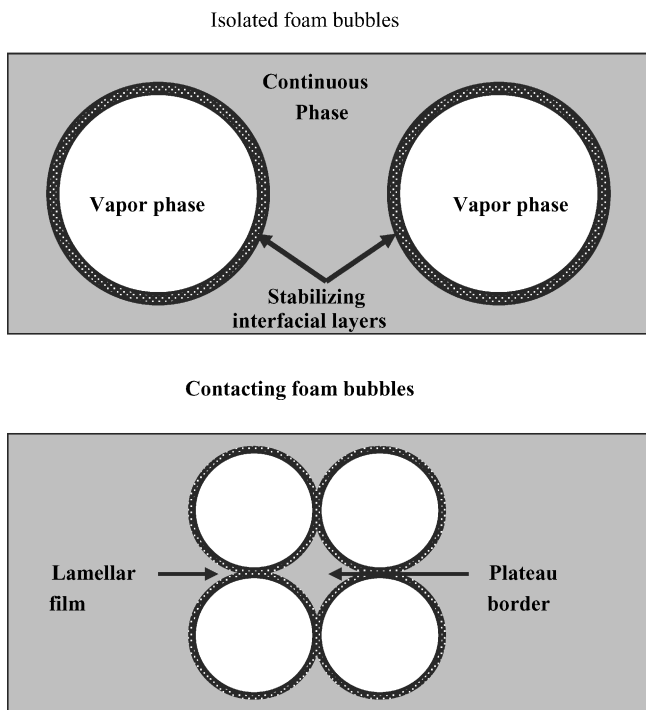 Isolated foam bubbles
Continuous
Phase
Vapor phase
Vapor phase
Stabilizing
interfacial layers
Contacting foam bubbles
Lamellar
film
Plateau
border